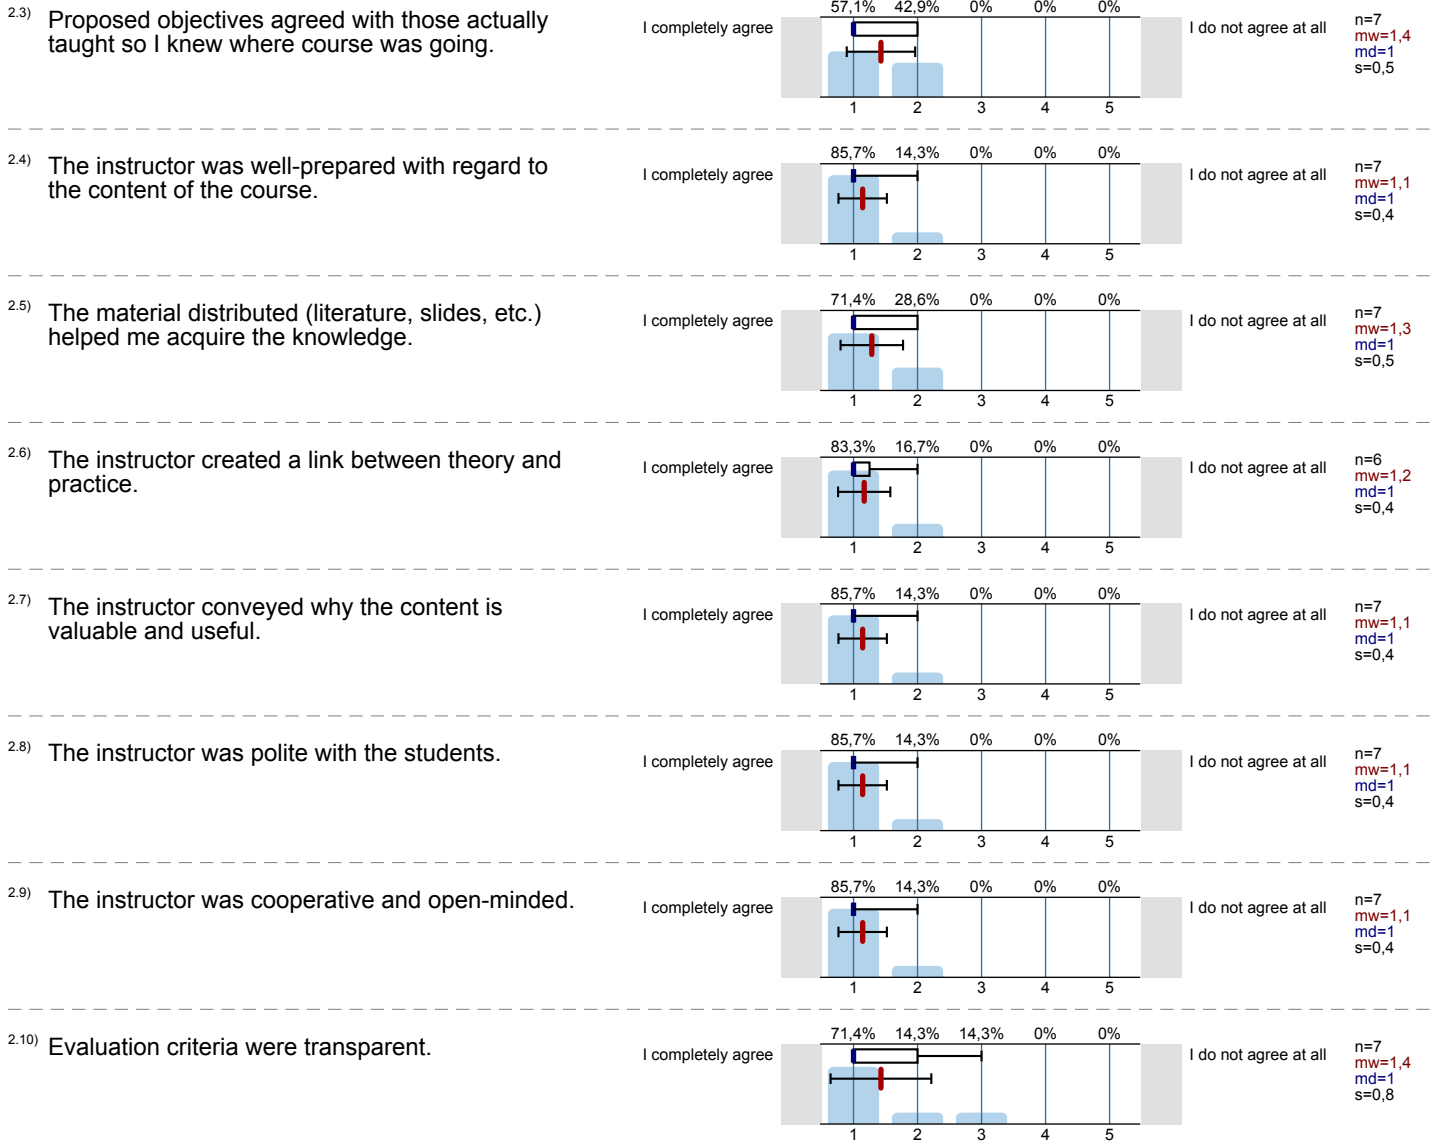 2.3) Proposed objectives agreed with those actually
taught so I knew where course was going.
I completely agree
57,1% 42,9% 0% 0% 0%
1 2 3 4 5
I do not agree at all
n=7
mw=1,4
md=1
s=0,5
2.4) The instructor was well-prepared with regard to
the content of the course.
I completely agree
85,7% 14,3% 0% 0% 0%
1 2 3 4 5
I do not agree at all
n=7
mw=1,1
md=1
s=0,4
2.5) The material distributed (literature, slides, etc.)
helped me acquire the knowledge.
I completely agree
71,4% 28,6% 0% 0% 0%
1 2 3 4 5
I do not agree at all
n=7
mw=1,3
md=1
s=0,5
2.6) The instructor created a link between theory and
practice.
I completely agree
83,3% 16,7% 0% 0% 0%
1 2 3 4 5
I do not agree at all
n=6
mw=1,2
md=1
s=0,4
2.7) The instructor conveyed why the content is
valuable and useful.
I completely agree
85,7% 14,3% 0% 0% 0%
1 2 3 4 5
I do not agree at all
n=7
mw=1,1
md=1
s=0,4
2.8) The instructor was polite with the students.
I completely agree
85,7% 14,3% 0% 0% 0%
1 2 3 4 5
I do not agree at all
n=7
mw=1,1
md=1
s=0,4
2.9) The instructor was cooperative and open-minded.
I completely agree
85,7% 14,3% 0% 0% 0%
1 2 3 4 5
I do not agree at all
n=7
mw=1,1
md=1
s=0,4
2.10) Evaluation criteria were transparent.
I completely agree
71,4% 14,3% 14,3% 0% 0%
1 2 3 4 5
I do not agree at all
n=7
mw=1,4
md=1
s=0,8